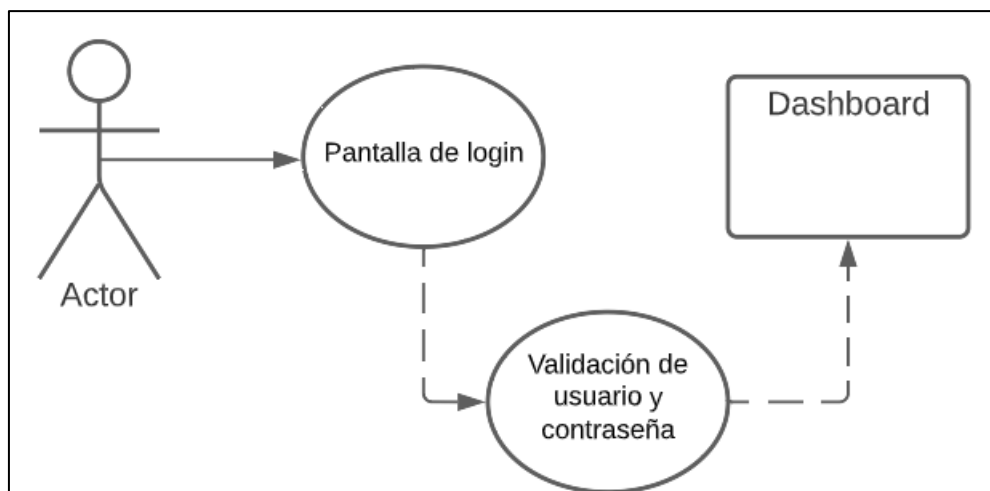 Dashboard
Pantalla de login
Actor
Validación de
usuario y
contraseña